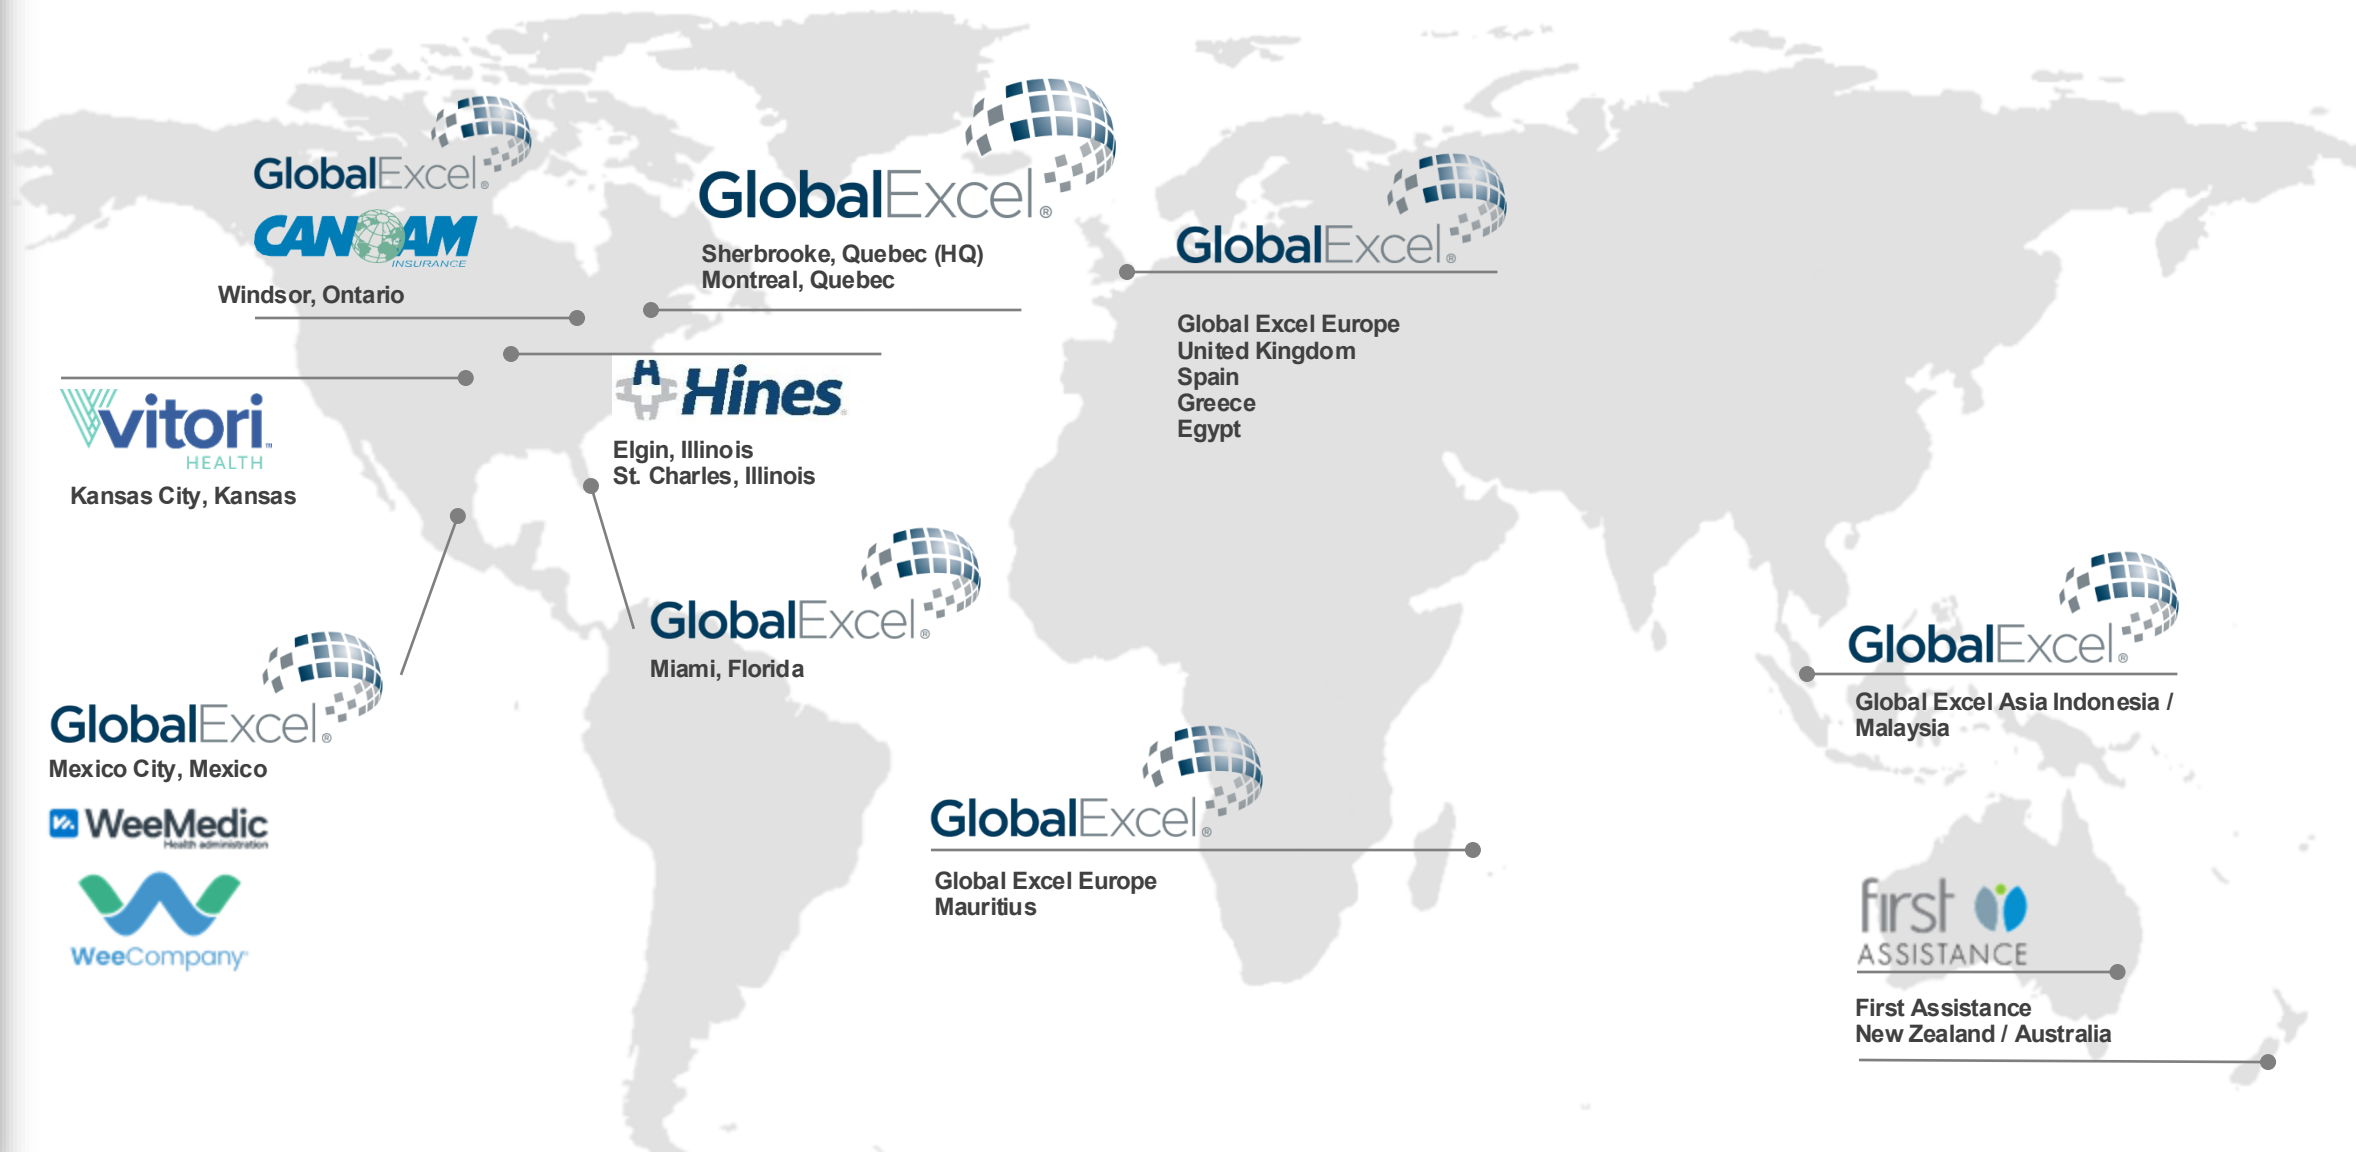 GlobalExcel®
CANAM
INSURANCE
Windsor, Ontario
GlobalExcel®
Sherbrooke, Quebec (HQ)
Montreal, Quebec
GlobalExcel®
Global Excel Europe
United Kingdom
Spain
Greece
Egypt
vitori™
HEALTH
Kansas City, Kansas
Hines®
Elgin, Illinois
St. Charles, Illinois
GlobalExcel®
Miami, Florida
GlobalExcel®
Mexico City, Mexico
WeeMedic
Health administration
WeeCompany
GlobalExcel®
Global Excel Europe
Mauritius
GlobalExcel®
Global Excel Asia Indonesia /
Malaysia
first
ASSISTANCE
First Assistance
New Zealand / Australia